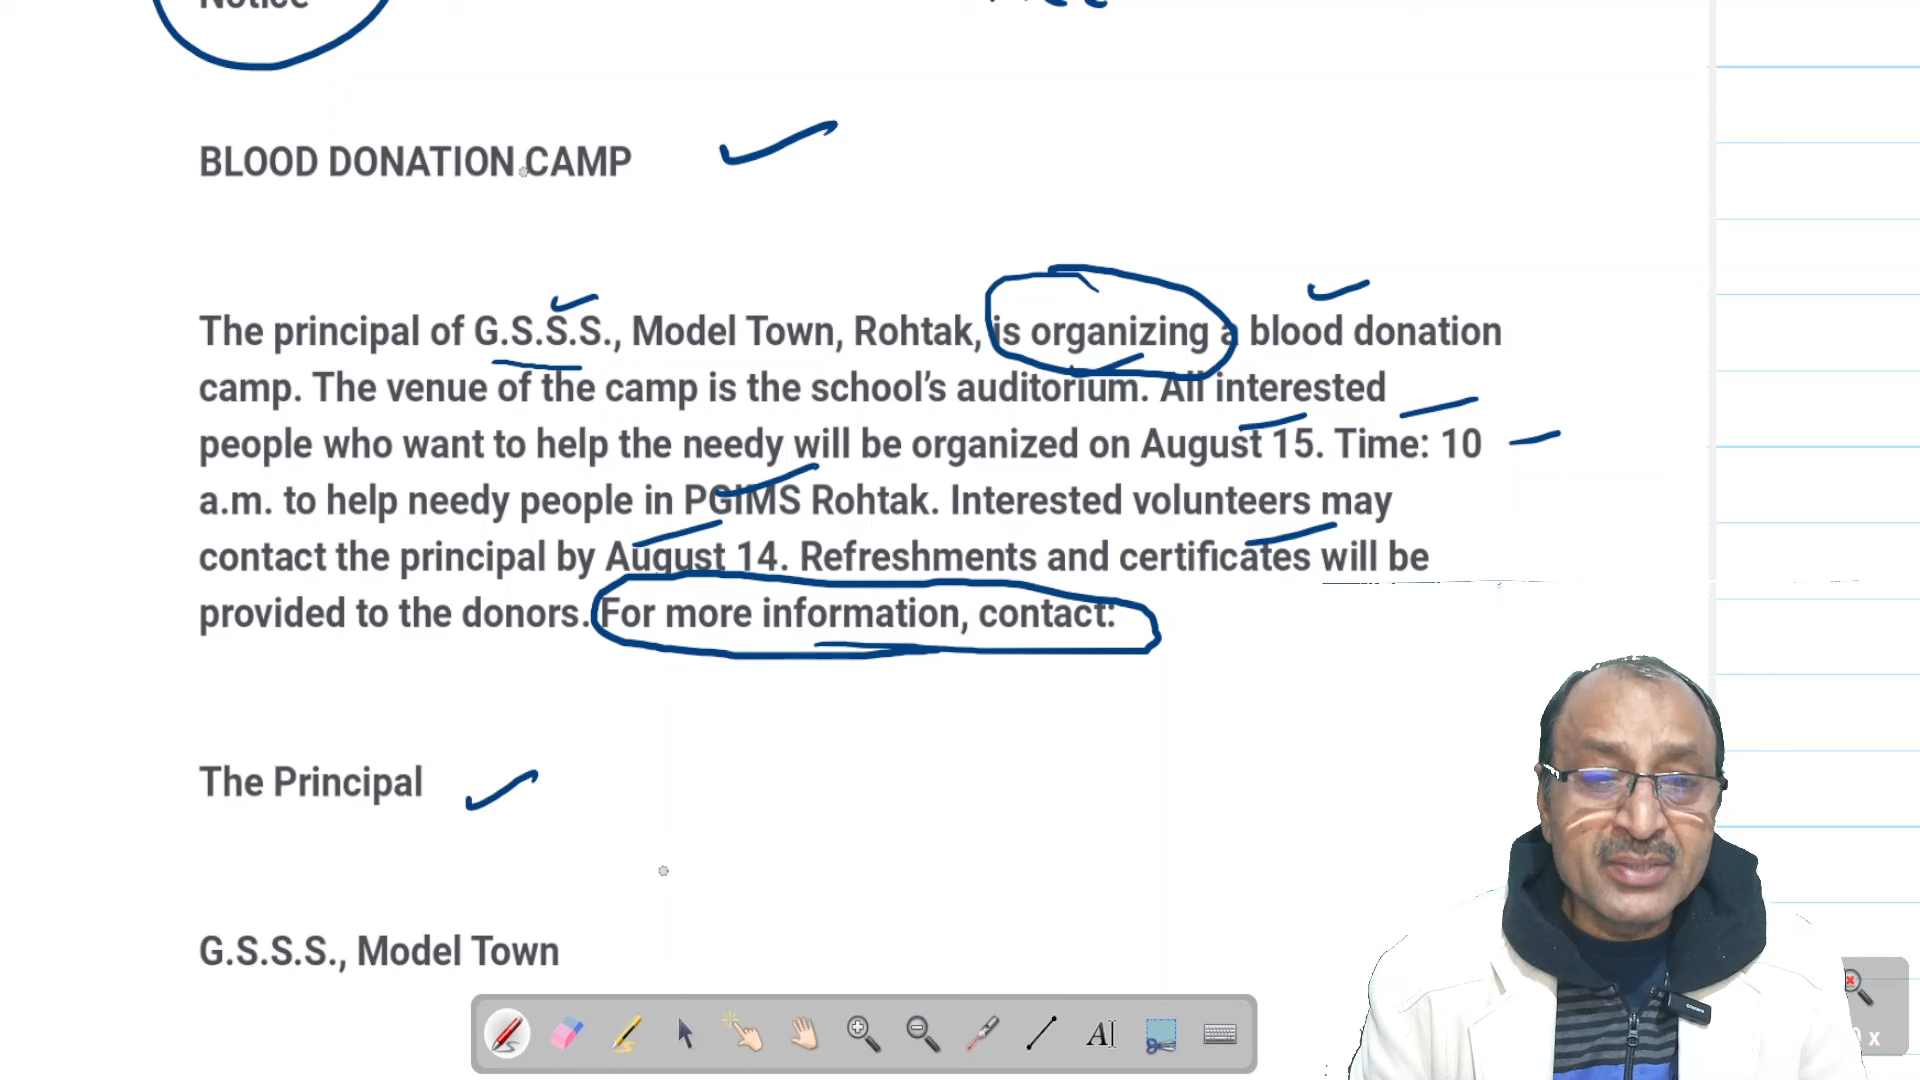 Notice
BLOOD DONATION CAMP
The principal of G.S.S.S., Model Town, Rohtak, is organizing a blood donation
camp. The venue of the camp is the school’s auditorium. All interested
people who want to help the needy will be organized on August 15. Time: 10
a.m. to help needy people in PGIMS Rohtak. Interested volunteers may
contact the principal by August 14. Refreshments and certificates will be
provided to the donors. For more information, contact:
The Principal
G.S.S.S., Model Town